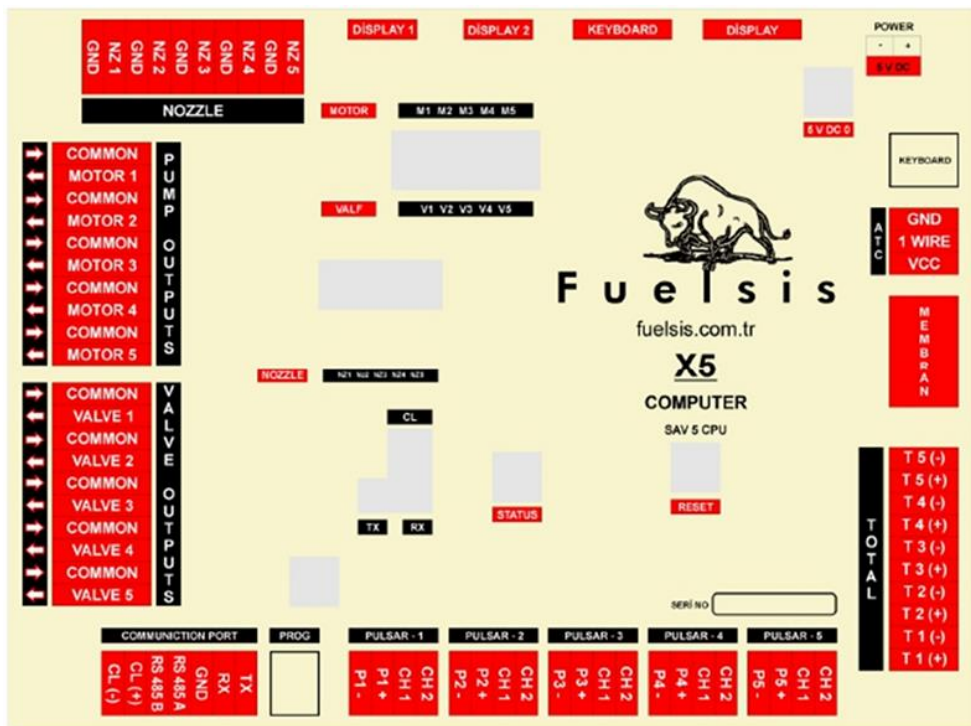 DİSPLAY 1
DİSPLAY 2
KEYBOARD
DİSPLAY
POWER
- +
5 V DC
GND
NZ 1
GND
NZ 2
GND
NZ 3
GND
NZ 4
GND
NZ 5
NOZZLE
MOTOR
M1 M2 M3 M4 M5
5 V DC 0
KEYBOARD
COMMON
MOTOR 1
COMMON
MOTOR 2
COMMON
MOTOR 3
COMMON
MOTOR 4
COMMON
MOTOR 5
PUMP OUTPUTS
VALF
V1 V2 V3 V4 V5
ATC
GND
1 WIRE
VCC
Fuelsis
fuelsis.com.tr
X5
COMPUTER
SAV 5 CPU
MEMBRAN
NOZZLE
NZ1 NZ2 NZ3 NZ4 NZ5
COMMON
VALVE 1
COMMON
VALVE 2
COMMON
VALVE 3
COMMON
VALVE 4
COMMON
VALVE 5
VALVE OUTPUTS
CL
TX
RX
STATUS
RESET
TOTAL
T 5 (-)
T 5 (+)
T 4 (-)
T 4 (+)
T 3 (-)
T 3 (+)
T 2 (-)
T 2 (+)
T 1 (-)
T 1 (+)
SERİ NO
COMMUNICTION PORT
CL (-)
CL (+)
RS 485 B
RS 485 A
GND
RX
TX
PROG
PULSAR - 1
P1 -
P1 +
CH 1
CH 2
PULSAR - 2
P2 -
P2 +
CH 1
CH 2
PULSAR - 3
P3 -
P3 +
CH 1
CH 2
PULSAR - 4
P4 -
P4 +
CH 1
CH 2
PULSAR - 5
P5 -
P5 +
CH 1
CH 2